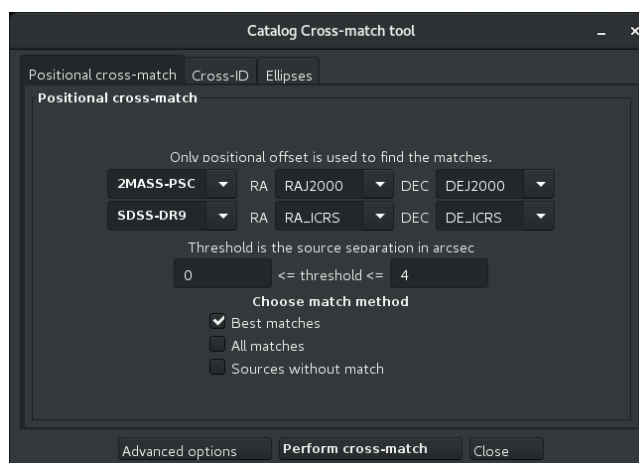 Catalog Cross-match tool
Positional cross-match Cross-ID Ellipses
Positional cross-match
Only positional offset is used to find the matches.
2MASS-PSC RA RAJ2000 DEC DEJ2000
SDSS-DR9 RA RA_ICRS DEC DE_ICRS
Threshold is the source separation in arcsec
0 <= threshold <= 4
Choose match method
Best matches
All matches
Sources without match
Advanced options Perform cross-match Close